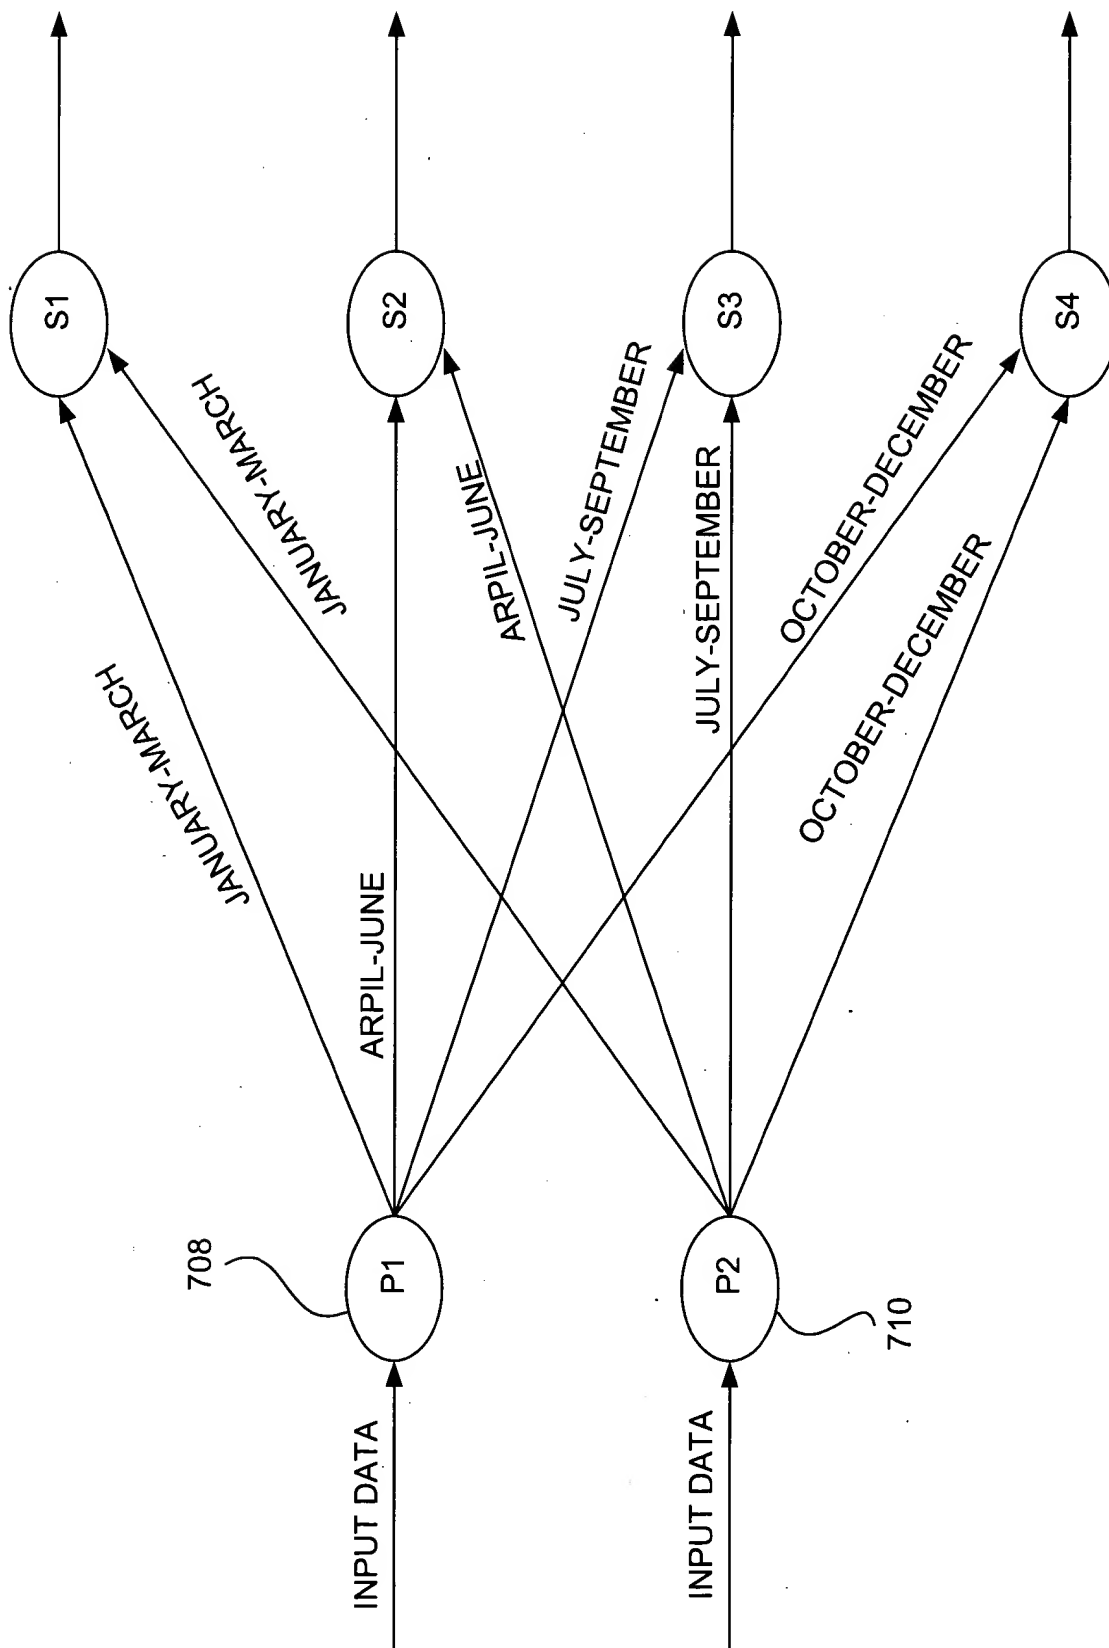 INPUT DATA
708
P1
JANUARY-MARCH
ARPIL-JUNE
JULY-SEPTEMBER
OCTOBER-DECEMBER
S1
S2
INPUT DATA
P2
710
JANUARY-MARCH
ARPIL-JUNE
JULY-SEPTEMBER
OCTOBER-DECEMBER
S3
S4